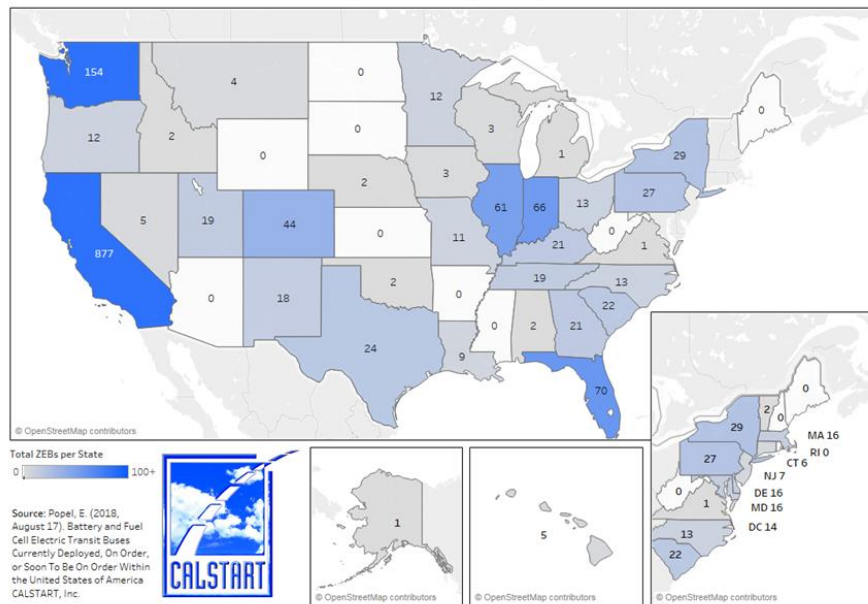 154
4
0
12
0
12
2
0
3
1
0
29
27
3
2
5
19
44
0
61
66
13
0
1
877
11
21
0
18
2
0
19
13
22
24
9
0
2
21
70
© OpenStreetMap contributors
Total ZEBs per State
0 100+
Source: Popel, E. (2018,
August 17). Battery and Fuel
Cell Electric Transit Buses
Currently Deployed, On Order,
or Soon To Be On Order Within
the United States of America
CALSTART, Inc.
CALSTART
1
© OpenStreetMap contributors
5
© OpenStreetMap contributors
0
2
0
29
MA 16
RI 0
CT 6
27
NJ 7
0
1
DE 16
MD 16
DC 14
13
22
© OpenStreetMap contributors